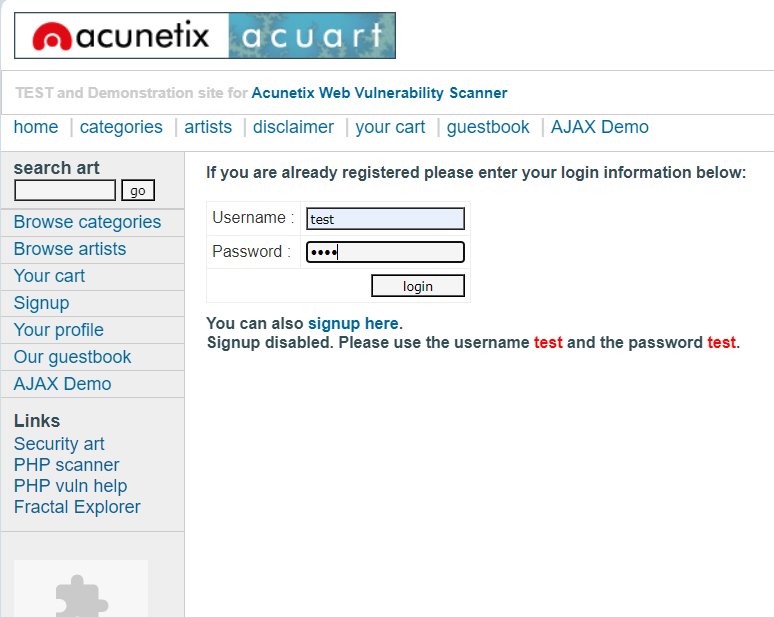 acunetix acuart
TEST and Demonstration site for Acunetix Web Vulnerability Scanner
home | categories | artists | disclaimer | your cart | guestbook | AJAX Demo
search art
go
Browse categories
Browse artists
Your cart
Signup
Your profile
Our guestbook
AJAX Demo
Links
Security art
PHP scanner
PHP vuln help
Fractal Explorer
If you are already registered please enter your login information below:
Username : test
Password : ••••
login
You can also signup here.
Signup disabled. Please use the username test and the password test.